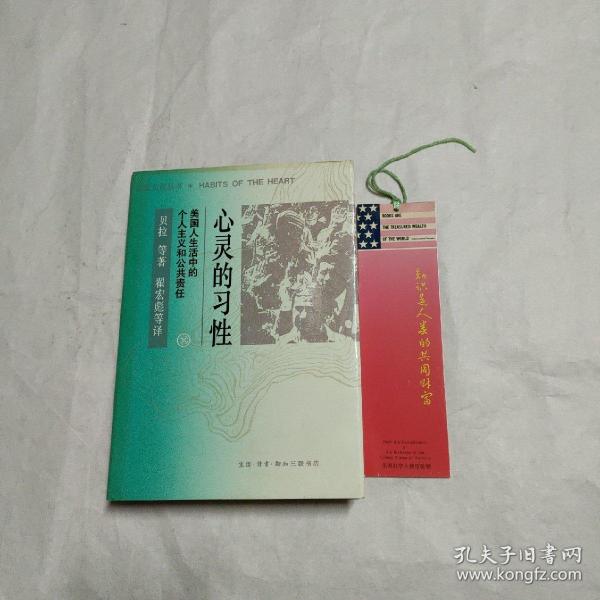 HABITS OF THE HEART
心灵的习性
美国人生活中的
个人主义和公共责任
贝拉 等著 翟宏彪等译
生活·读书·新知三联书店
BOOKS ARE
THE TREASURED WEALTH
OF THE WORLD
知识是人类的共同财富
孔夫子旧书网
www.kongfz.com